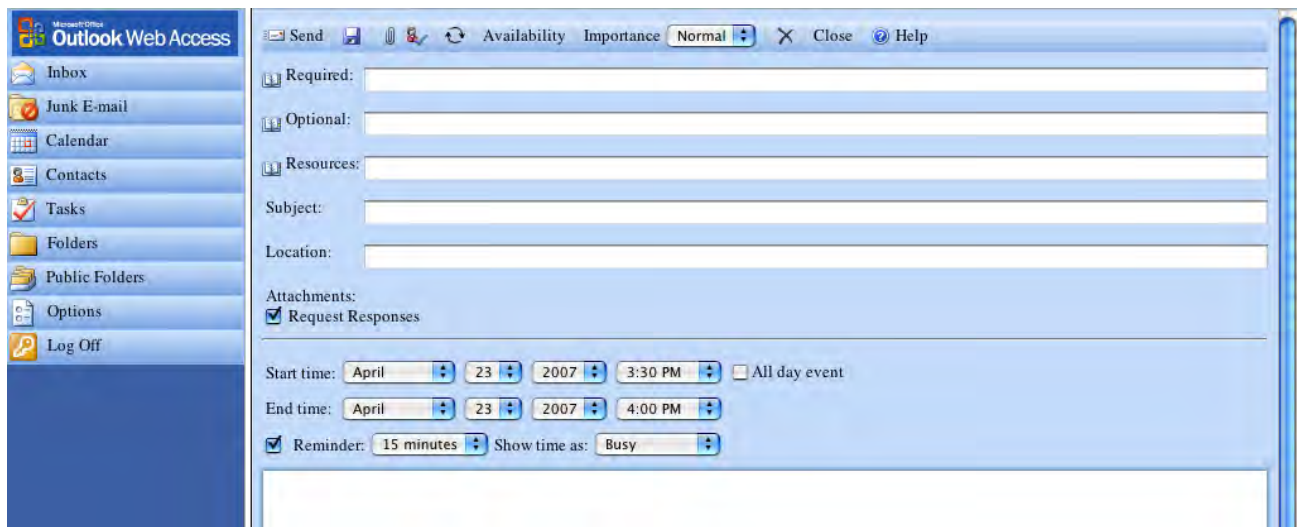 Microsoft Office
Outlook Web Access
Inbox
Junk E-mail
Calendar
Contacts
Tasks
Folders
Public Folders
Options
Log Off
Send Availability Importance Normal Close Help
Required:
Optional:
Resources:
Subject:
Location:
Attachments:
Request Responses
Start time: April 23 2007 3:30 PM All day event
End time: April 23 2007 4:00 PM
Reminder: 15 minutes Show time as: Busy